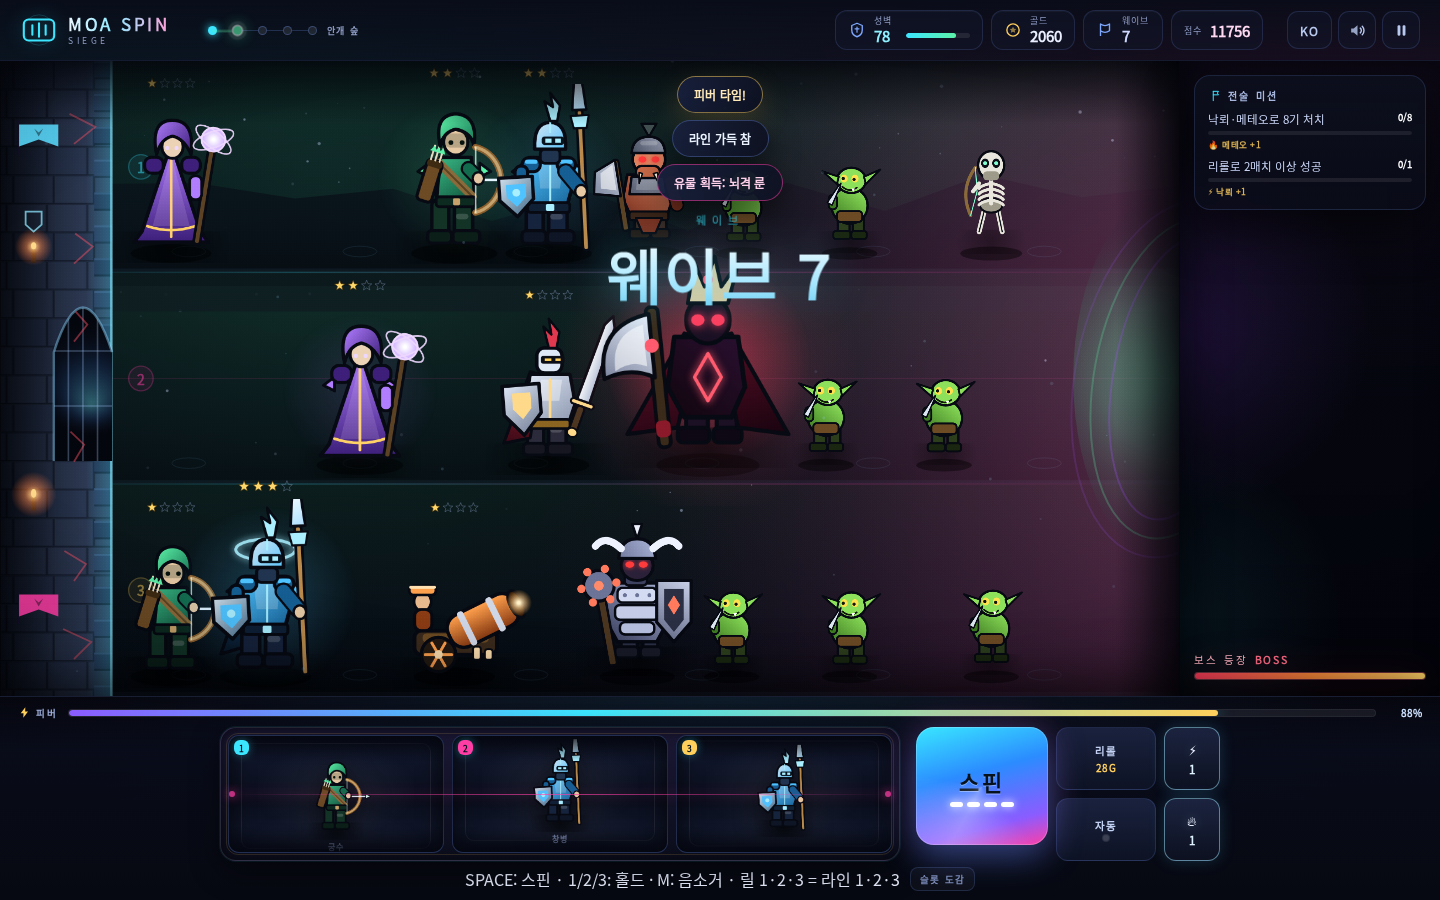 MOA SPIN
SIEGE
안개 숲
성벽
78
골드
2060
웨이브
7
점수 11756
KO
피버 타임!
라인 가득 참
유물 획득: 뇌격 룬
웨이브
웨이브 7
1
2
3
전술 미션
낙뢰·메테오로 8기 처치 0/8
🔥 메테오 +1
리롤로 2매치 이상 성공 0/1
⚡ 낙뢰 +1
보스 등장 BOSS
피버 88%
1
궁수
2
창병
3
스핀
리롤
28G
⚡
1
자동
🔥
1
SPACE: 스핀 · 1/2/3: 홀드 · M: 음소거 · 릴 1·2·3 = 라인 1·2·3
슬롯 도감